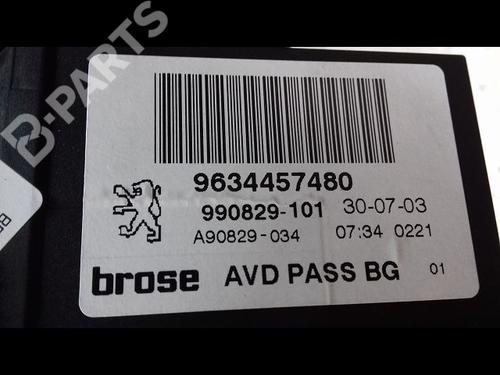 B-PARTS
9634457480
990829-101 30-07-03
A90829-034 07:34 0221
brose AVD PASS BG 01